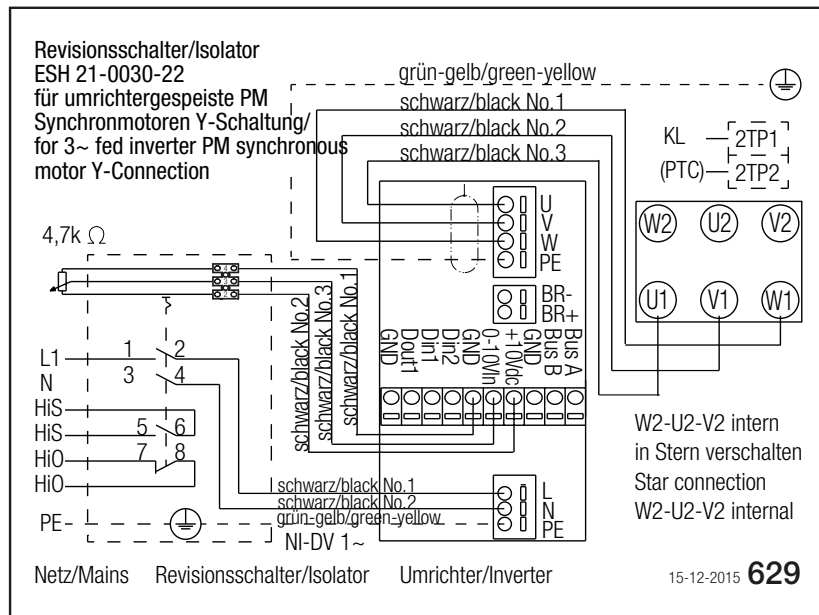 Revisionsschalter/Isolator
ESH 21-0030-22
für umrichtergespeiste PM
Synchronmotoren Y-Schaltung/
for 3~ fed inverter PM synchronous
motor Y-Connection
grün-gelb/green-yellow
schwarz/black No.1
schwarz/black No.2
schwarz/black No.3
KL
2TP1
(PTC)
2TP2
U
V
W
PE
BR-
BR+
W2
U2
V2
U1
V1
W1
4,7k Ω
4
3
2
schwarz/black No.2
schwarz/black No.3
schwarz/black No.1
GND
Dout1
Din1
Din2
GND
0-10VIn
+10Vdc
GND
Bus B
Bus A
L1
1
2
N
3
4
HiS
HiS
5
6
HiO
7
8
HiO
PE
schwarz/black No.1
schwarz/black No.2
grün-gelb/green-yellow
NI-DV 1~
L
N
PE
W2-U2-V2 intern
in Stern verschalten
Star connection
W2-U2-V2 internal
Netz/Mains
Revisionsschalter/Isolator
Umrichter/Inverter
15-12-2015 629